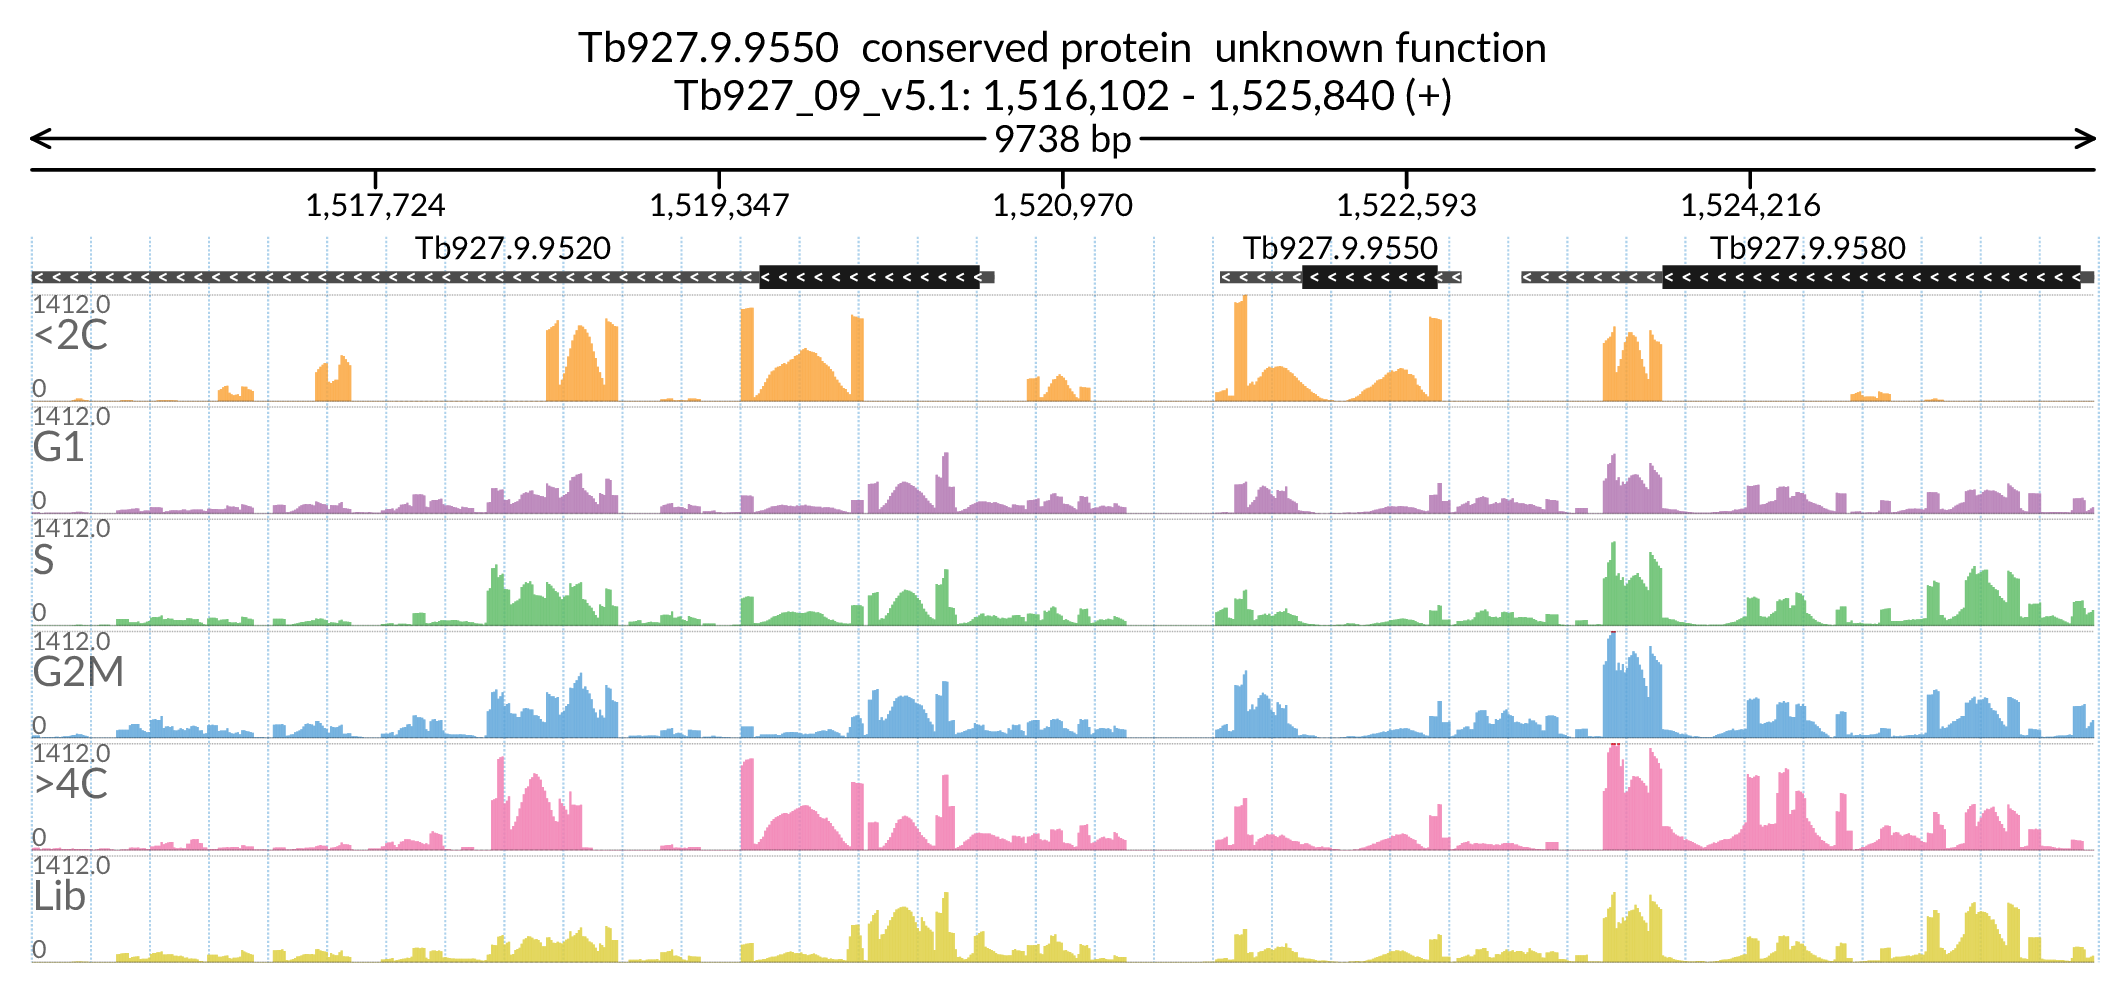 Tb927.9.9550  conserved protein  unknown function
Tb927_09_v5.1: 1,516,102 - 1,525,840 (+)
9738 bp
1,517,724 1,519,347 1,520,970 1,522,593 1,524,216
Tb927.9.9520 Tb927.9.9550 Tb927.9.9580
1412.0
<2C
0
1412.0
G1
0
1412.0
S
0
1412.0
G2M
0
1412.0
>4C
0
1412.0
Lib
0